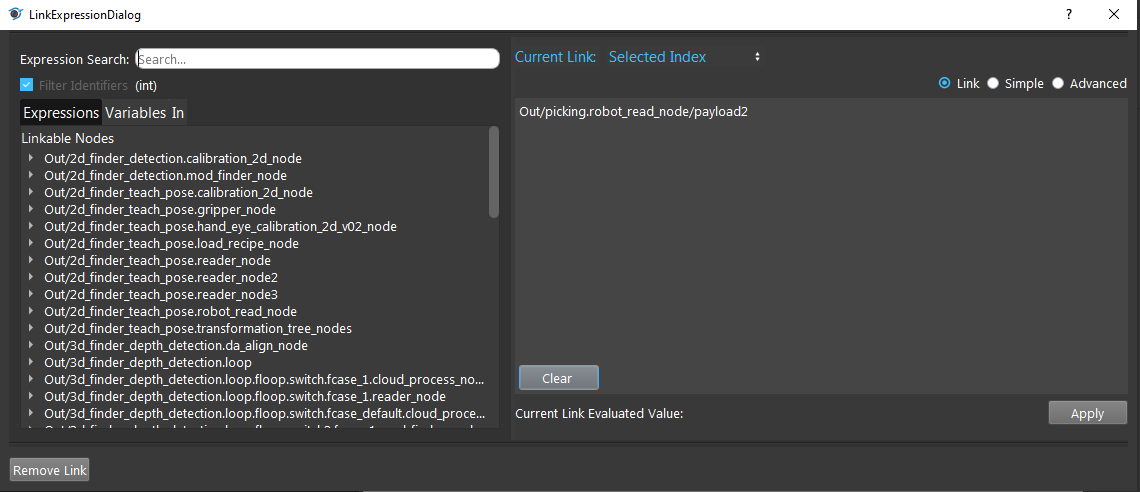 LinkExpressionDialog
?
Expression Search:
Search...
Filter Identifiers (int)
Expressions Variables In
Linkable Nodes
Out/2d_finder_detection.calibration_2d_node
Out/2d_finder_detection.mod_finder_node
Out/2d_finder_teach_pose.calibration_2d_node
Out/2d_finder_teach_pose.gripper_node
Out/2d_finder_teach_pose.hand_eye_calibration_2d_v02_node
Out/2d_finder_teach_pose.load_recipe_node
Out/2d_finder_teach_pose.reader_node
Out/2d_finder_teach_pose.reader_node2
Out/2d_finder_teach_pose.reader_node3
Out/2d_finder_teach_pose.robot_read_node
Out/2d_finder_teach_pose.transformation_tree_nodes
Out/3d_finder_depth_detection.da_align_node
Out/3d_finder_depth_detection.loop
Out/3d_finder_depth_detection.loop.floop.switch.fcase_1.cloud_process_no...
Out/3d_finder_depth_detection.loop.floop.switch.fcase_1.reader_node
Out/3d_finder_depth_detection.loop.floop.switch.fcase_default.cloud_proce...
Current Link: Selected Index
Link Simple Advanced
Out/picking.robot_read_node/payload2
Clear
Current Link Evaluated Value:
Apply
Remove Link